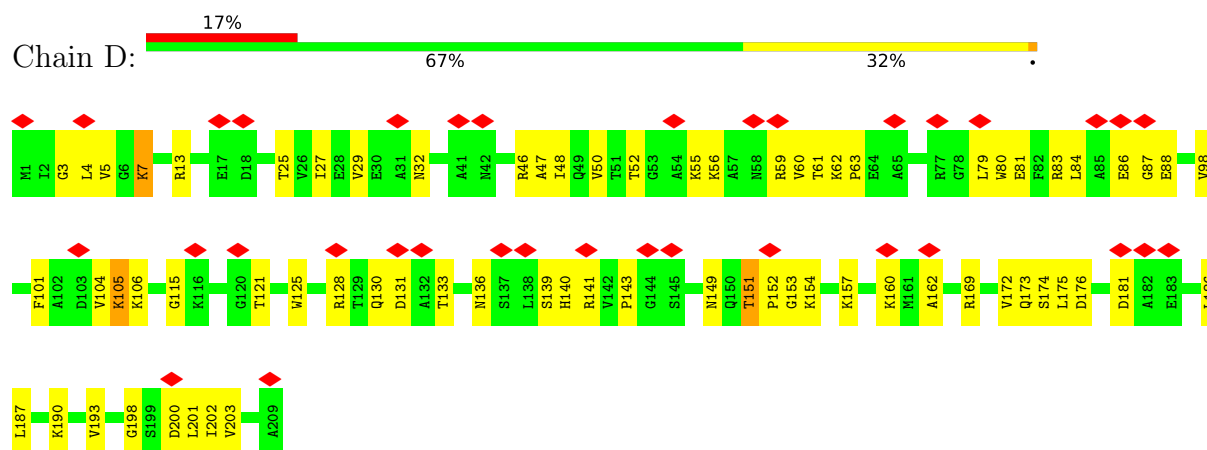 17%
Chain D:
67% 32% •
M1 I2 G3 L4 V5 G6 K7 R13 E17 D18 T25 V26 I27 E28 V29 E30 A31 N32 A41 N42 R46 A47 I48 Q49 V50 T51 T52 G53 A54 K55 K56 A57 N58 R59 V60 T61 K62 P63 E64 A65 R77 G78 L79 W80 E81 F82 R83 L84 A85 E86 G87 E88 V98
F101 A102 D103 V104 K105 K106 G115 K116 G120 T121 W125 R128 T129 Q130 D131 A132 T133 N136 S137 L138 S139 H140 R141 V142 P143 G144 S145 N149 Q150 T151 P152 G153 K154 K157 K160 M161 A162 R169 V172 Q173 S174 L175 D176 D181 A182 E183
L187 K190 V193 G198 S199 D200 L201 I202 V203 A209